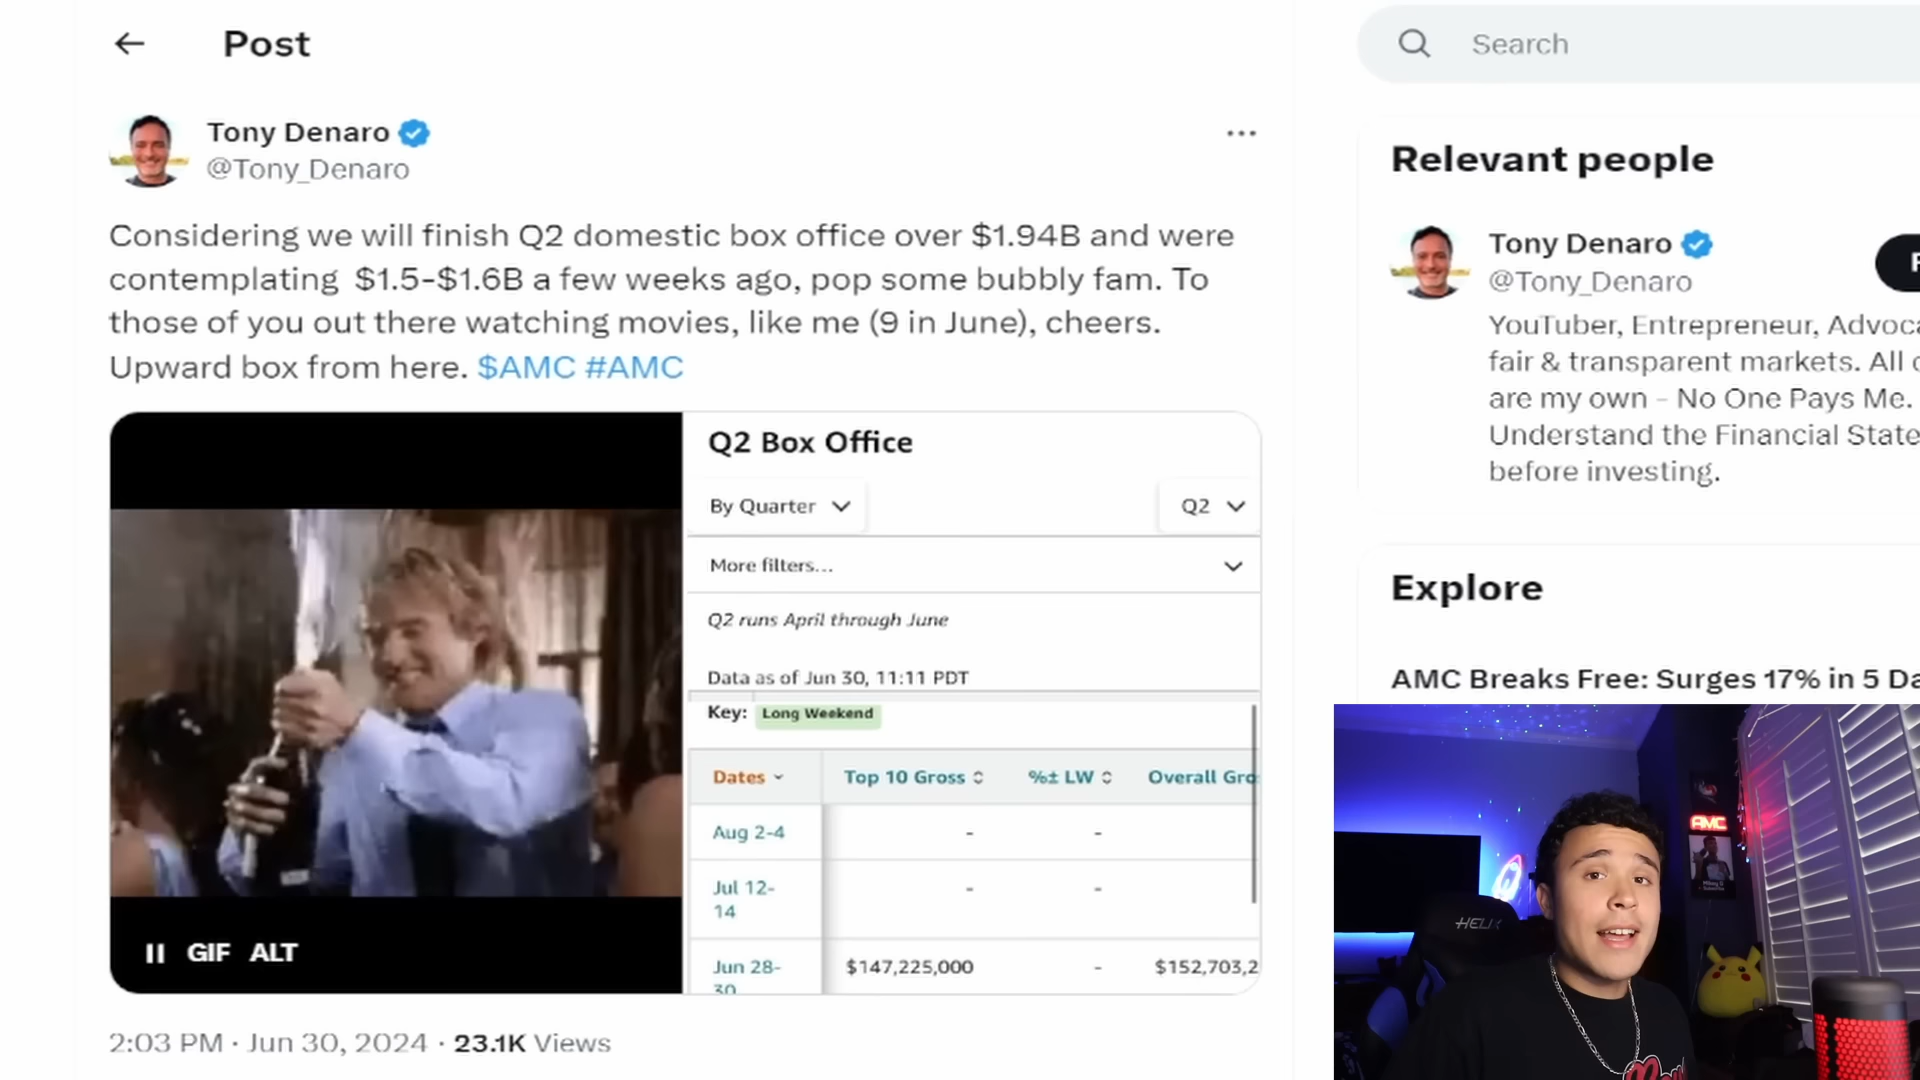 Post
Search
Tony Denaro
@Tony_Denaro
Considering we will finish Q2 domestic box office over $1.94B and were
contemplating $1.5-$1.6B a few weeks ago, pop some bubbly fam. To
those of you out there watching movies, like me (9 in June), cheers.
Upward box from here. $AMC #AMC
GIF ALT
Q2 Box Office
By Quarter
Q2
More filters...
Q2 runs April through June
Data as of Jun 30, 11:11 PDT
Key: Long Weekend
Dates Top 10 Gross %± LW Overall Gro
Aug 2-4 - -
Jul 12-
14 - -
Jun 28-
30 $147,225,000 - $152,703,2
2:03 PM · Jun 30, 2024 · 23.1K Views
Relevant people
Tony Denaro
@Tony_Denaro
YouTuber, Entrepreneur, Advoca
fair & transparent markets. All o
are my own - No One Pays Me.
Understand the Financial State
before investing.
Explore
AMC Breaks Free: Surges 17% in 5 Da
AMC
HELIX